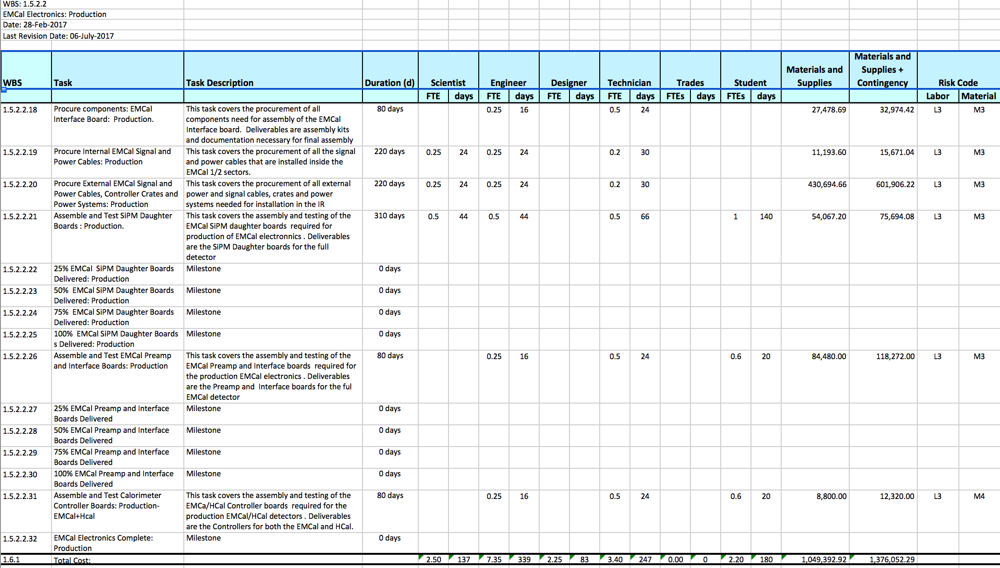 WBS: 1.5.2.2
EMCal Electronics: Production
Date: 28-Feb-2017
Last Revision Date: 06-July-2017
WBS Task Task Description Duration (d) Scientist Engineer Designer Technician Trades Student Materials and Supplies Materials and Supplies + Contingency Risk Code
FTE days FTE days FTE days FTE days FTEs days FTEs days Labor Material
1.5.2.2.18 Procure components: EMCal This task covers the procurement of all 80 days 0.25 16 0.5 24 27,478.69 32,974.42 L3 M3
Interface Board: Production. components need for assembly of the EMCal
Interface board. Deliverables are assembly kits
and documentation necessary for final assembly
1.5.2.2.19 Procure Internal EMCal Signal and This task covers the procurement of all the signal 220 days 0.25 24 0.25 24 0.2 30 11,193.60 15,671.04 L3 M3
Power Cables: Production and power cables that are installed inside the
EMCal 1/2 sectors.
1.5.2.2.20 Procure External EMCal Signal and This task covers the procurement of all external 220 days 0.25 24 0.25 24 0.2 30 430,694.66 601,906.22 L3 M3
Power Cables, Controller Crates and power and signal cables, crates and power
Power Systems: Production systems needed for installation in the IR
1.5.2.2.21 Assemble and Test SiPM Daughter This task covers the assembly and testing of the 310 days 0.5 44 0.5 44 0.5 66 1 140 54,067.20 75,694.08 L3 M3
Boards : Production. EMCal SiPM daughter boards required for
production of EMCal electronnics . Deliverables
are the SiPM Daughter boards for the full
detector
1.5.2.2.22 25% EMCal SiPM Daughter Boards Milestone 0 days
Delivered: Production
1.5.2.2.23 50% EMCal SiPM Daughter Boards Milestone 0 days
Delivered: Production
1.5.2.2.24 75% EMCal SiPM Daughter Boards Milestone 0 days
Delivered: Production
1.5.2.2.25 100% EMCal SiPM Daughter Boards Milestone 0 days
s Delivered: Production
1.5.2.2.26 Assemble and Test EMCal Preamp This task covers the assembly and testing of the 80 days 0.25 16 0.5 24 0.6 20 84,480.00 118,272.00 L3 M3
and Interface Boards: Production EMCal Preamp and Interface boards required for
the production EMCal electronics . Deliverables
are the Preamp and Interface boards for the ful
EMCal detector
1.5.2.2.27 25% EMCal Preamp and Interface Milestone 0 days
Boards Delivered
1.5.2.2.28 50% EMCal Preamp and Interface Milestone 0 days
Boards Delivered
1.5.2.2.29 75% EMCal Preamp and Interface Milestone 0 days
Boards Delivered
1.5.2.2.30 100% EMCal Preamp and Interface Milestone 0 days
Boards Delivered
1.5.2.2.31 Assemble and Test Calorimeter This task covers the assembly and testing of the 80 days 0.25 16 0.5 24 0.6 20 8,800.00 12,320.00 L3 M4
Controller Boards: Production- EMCa/HCal Controller boards required for the
EMCal+Hcal production EMCal/HCal detectors . Deliverables
are the Controllers for both the EMCal and HCal.
1.5.2.2.32 EMCal Electronics Complete: Milestone 0 days
Production
1.6.1 Total Cost: 2.50 137 7.35 339 2.25 83 3.40 247 0.00 0 2.20 180 1,049,392.92 1,376,052.29